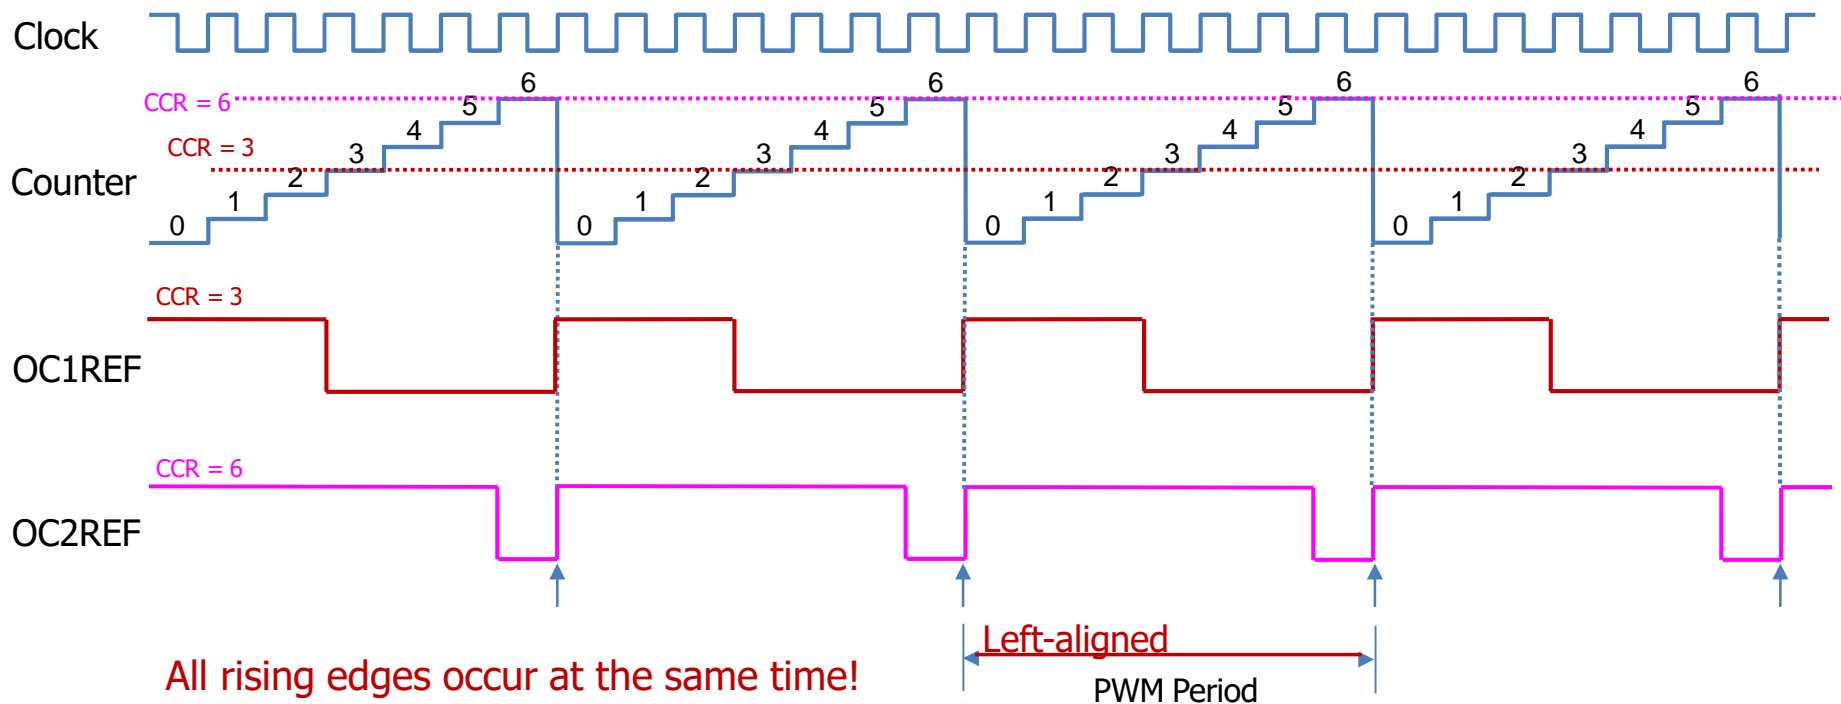 Clock
CCR = 6
6 6 6 6
5 5 5 5
4 4 4 4
CCR = 3
3 3 3 3
Counter
2 2 2 2
1 1 1 1
0 0 0 0
CCR = 3
OC1REF
CCR = 6
OC2REF
Left-aligned
All rising edges occur at the same time!
PWM Period